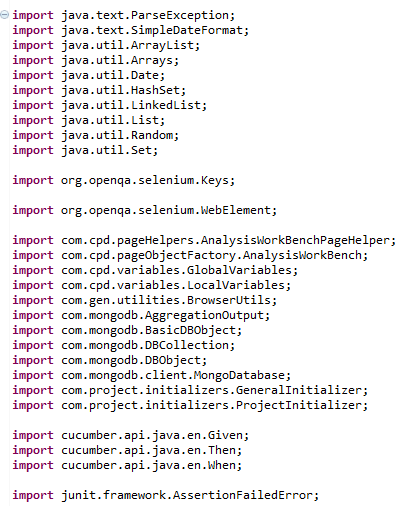 import java.text.ParseException;
import java.text.SimpleDateFormat;
import java.util.ArrayList;
import java.util.Arrays;
import java.util.Date;
import java.util.HashSet;
import java.util.LinkedList;
import java.util.List;
import java.util.Random;
import java.util.Set;
import org.openqa.selenium.Keys;
import org.openqa.selenium.WebElement;
import com.cpd.pageHelpers.AnalysisWorkBenchPageHelper;
import com.cpd.pageObjectFactory.AnalysisWorkBench;
import com.cpd.variables.GlobalVariables;
import com.cpd.variables.LocalVariables;
import com.gen.utilities.BrowserUtils;
import com.mongodb.AggregationOutput;
import com.mongodb.BasicDBObject;
import com.mongodb.DBCollection;
import com.mongodb.DBObject;
import com.mongodb.client.MongoDatabase;
import com.project.initializers.GeneralInitializer;
import com.project.initializers.ProjectInitializer;
import cucumber.api.java.en.Given;
import cucumber.api.java.en.Then;
import cucumber.api.java.en.When;
import junit.framework.AssertionFailedError;